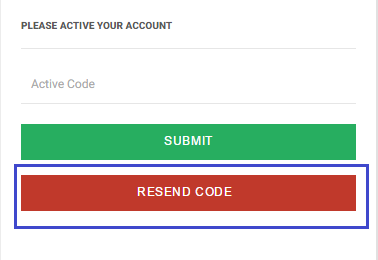 PLEASE ACTIVE YOUR ACCOUNT
Active Code
SUBMIT
RESEND CODE